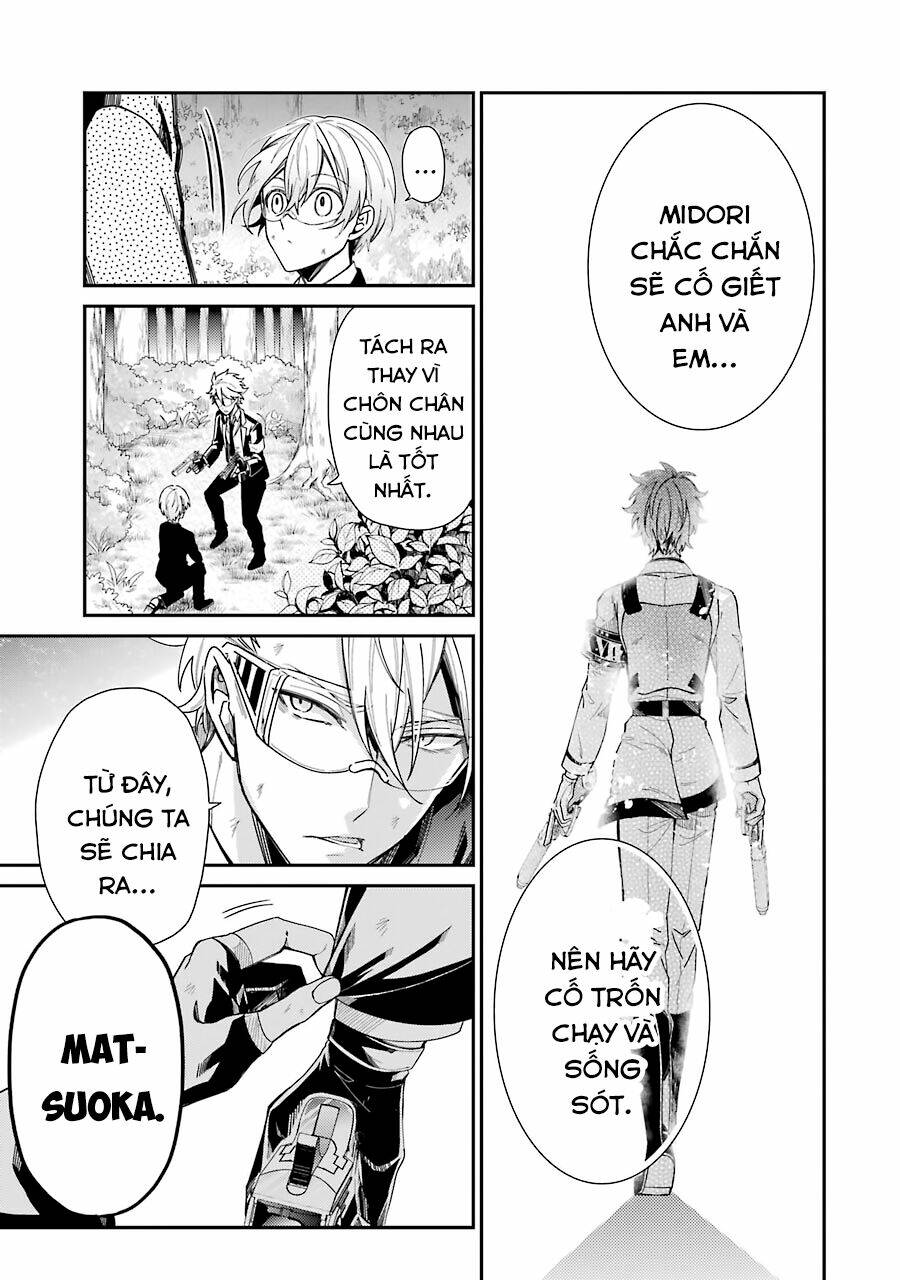 MIDORI
CHẮC CHẮN
SẼ CỐ GIẾT
ANH VÀ
EM...
NÊN HÃY
CỐ TRỐN
CHẠY VÀ
SỐNG
SÓT.
...
TÁCH RA
THAY VÌ
CHÔN CHÂN
CÙNG NHAU
LÀ TỐT
NHẤT.
TỪ ĐÂY,
CHÚNG TA
SẼ CHIA
RA...
MAT-
SUOKA.